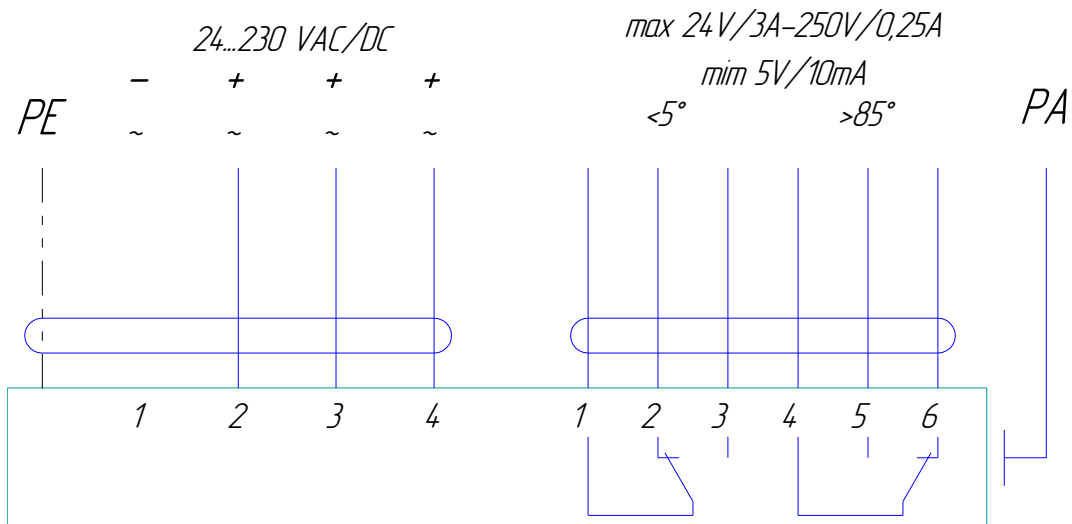 24...230 VAC/DC
max 24V/3A-250V/0,25A
mim 5V/10mA
- + + +
<5° >85°
PE ~ ~ ~ ~ PA
1 2 3 4 1 2 3 4 5 6